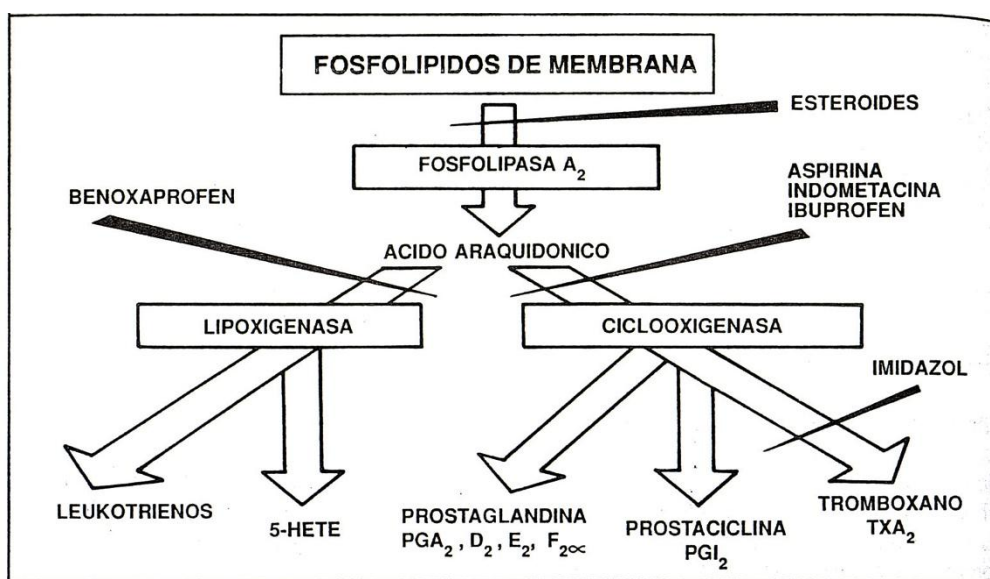 FOSFOLIPIDOS DE MEMBRANA
ESTEROIDES
FOSFOLIPASA A₂
BENOXAPROFEN
ASPIRINA
INDOMETACINA
IBUPROFEN
ACIDO ARAQUIDONICO
LIPOXIGENASA
CICLOOXIGENASA
IMIDAZOL
LEUKOTRIENOS
5-HETE
PROSTAGLANDINA
PGA₂, D₂, E₂, F₂∝
PROSTACICLINA
PGI₂
TROMBOXANO
TXA₂